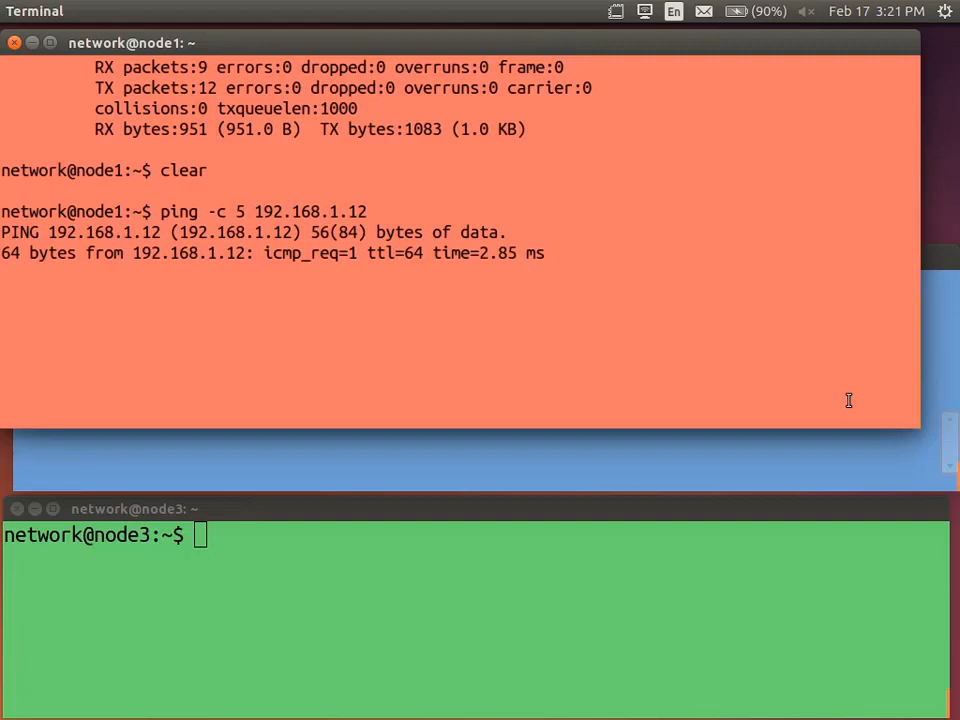 Terminal
En
(90%)
Feb 17 3:21 PM
network@node1: ~
RX packets:9 errors:0 dropped:0 overruns:0 frame:0
TX packets:12 errors:0 dropped:0 overruns:0 carrier:0
collisions:0 txqueuelen:1000
RX bytes:951 (951.0 B)  TX bytes:1083 (1.0 KB)
network@node1:~$ clear
network@node1:~$ ping -c 5 192.168.1.12
PING 192.168.1.12 (192.168.1.12) 56(84) bytes of data.
64 bytes from 192.168.1.12: icmp_req=1 ttl=64 time=2.85 ms
network@node3: ~
network@node3:~$